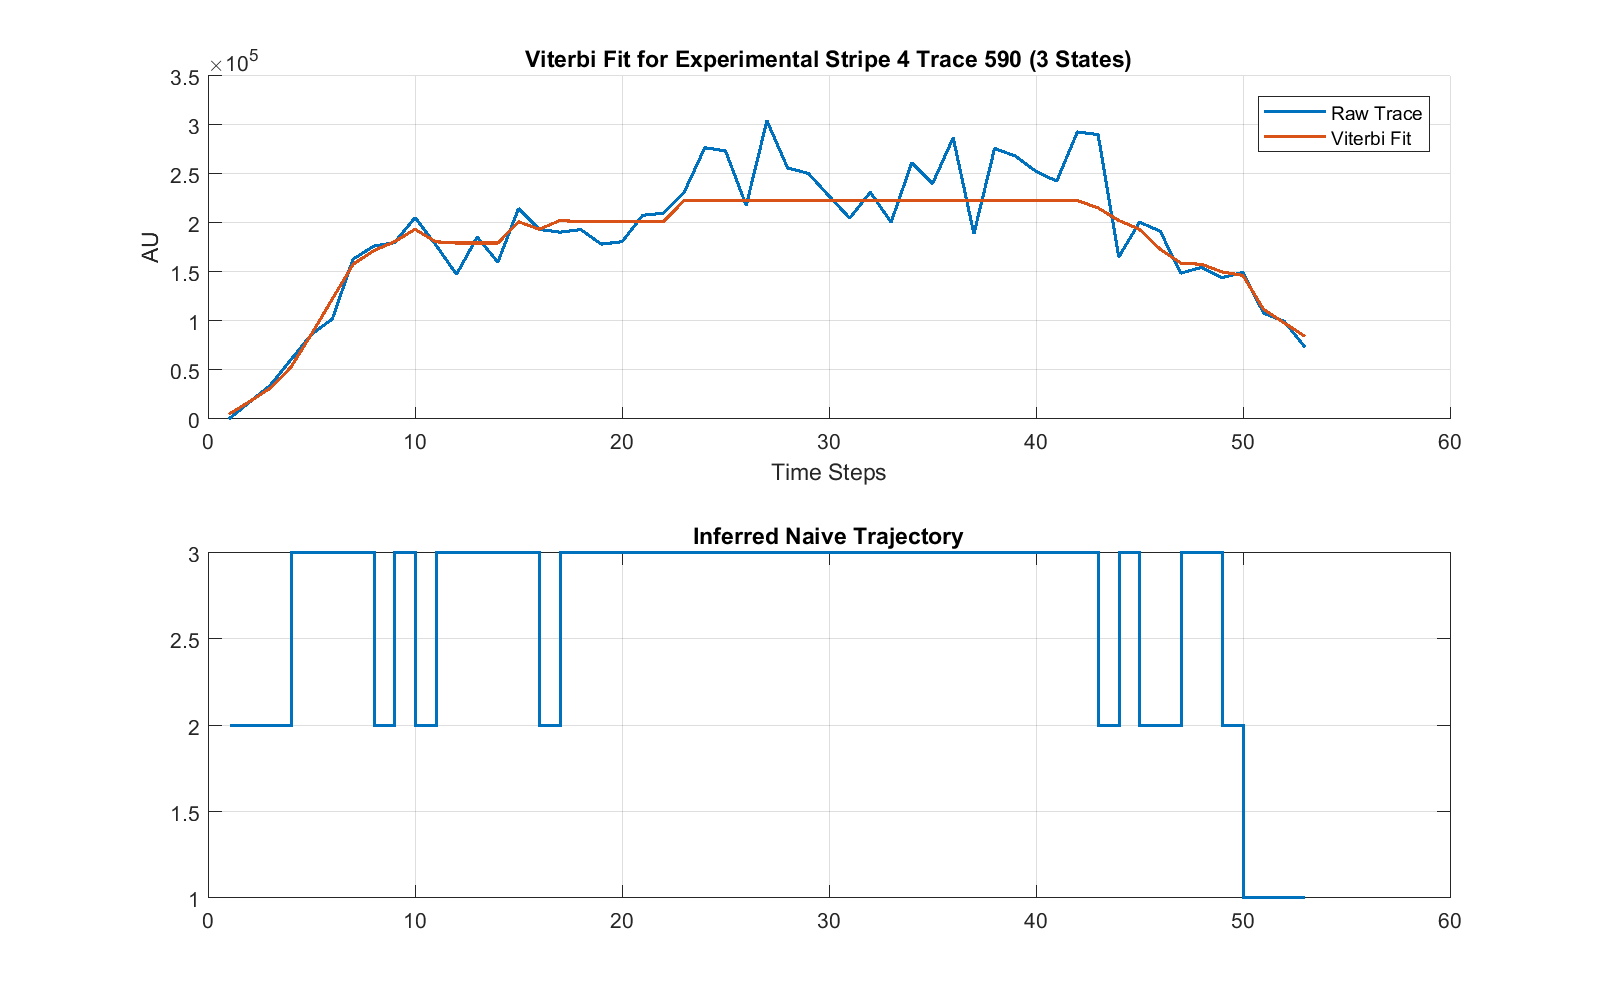 Viterbi Fit for Experimental Stripe 4 Trace 590 (3 States)
×10^5
3.5
3
2.5
2
1.5
1
0.5
0
AU
Raw Trace
Viterbi Fit
0 10 20 30 40 50 60
Time Steps
Inferred Naive Trajectory
3
2.5
2
1.5
1
0 10 20 30 40 50 60